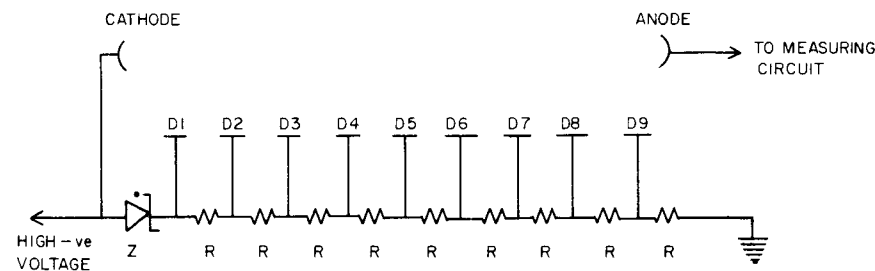 CATHODE
ANODE
TO MEASURING
CIRCUIT
D1 D2 D3 D4 D5 D6 D7 D8 D9
HIGH -ve
VOLTAGE
Z R R R R R R R R R